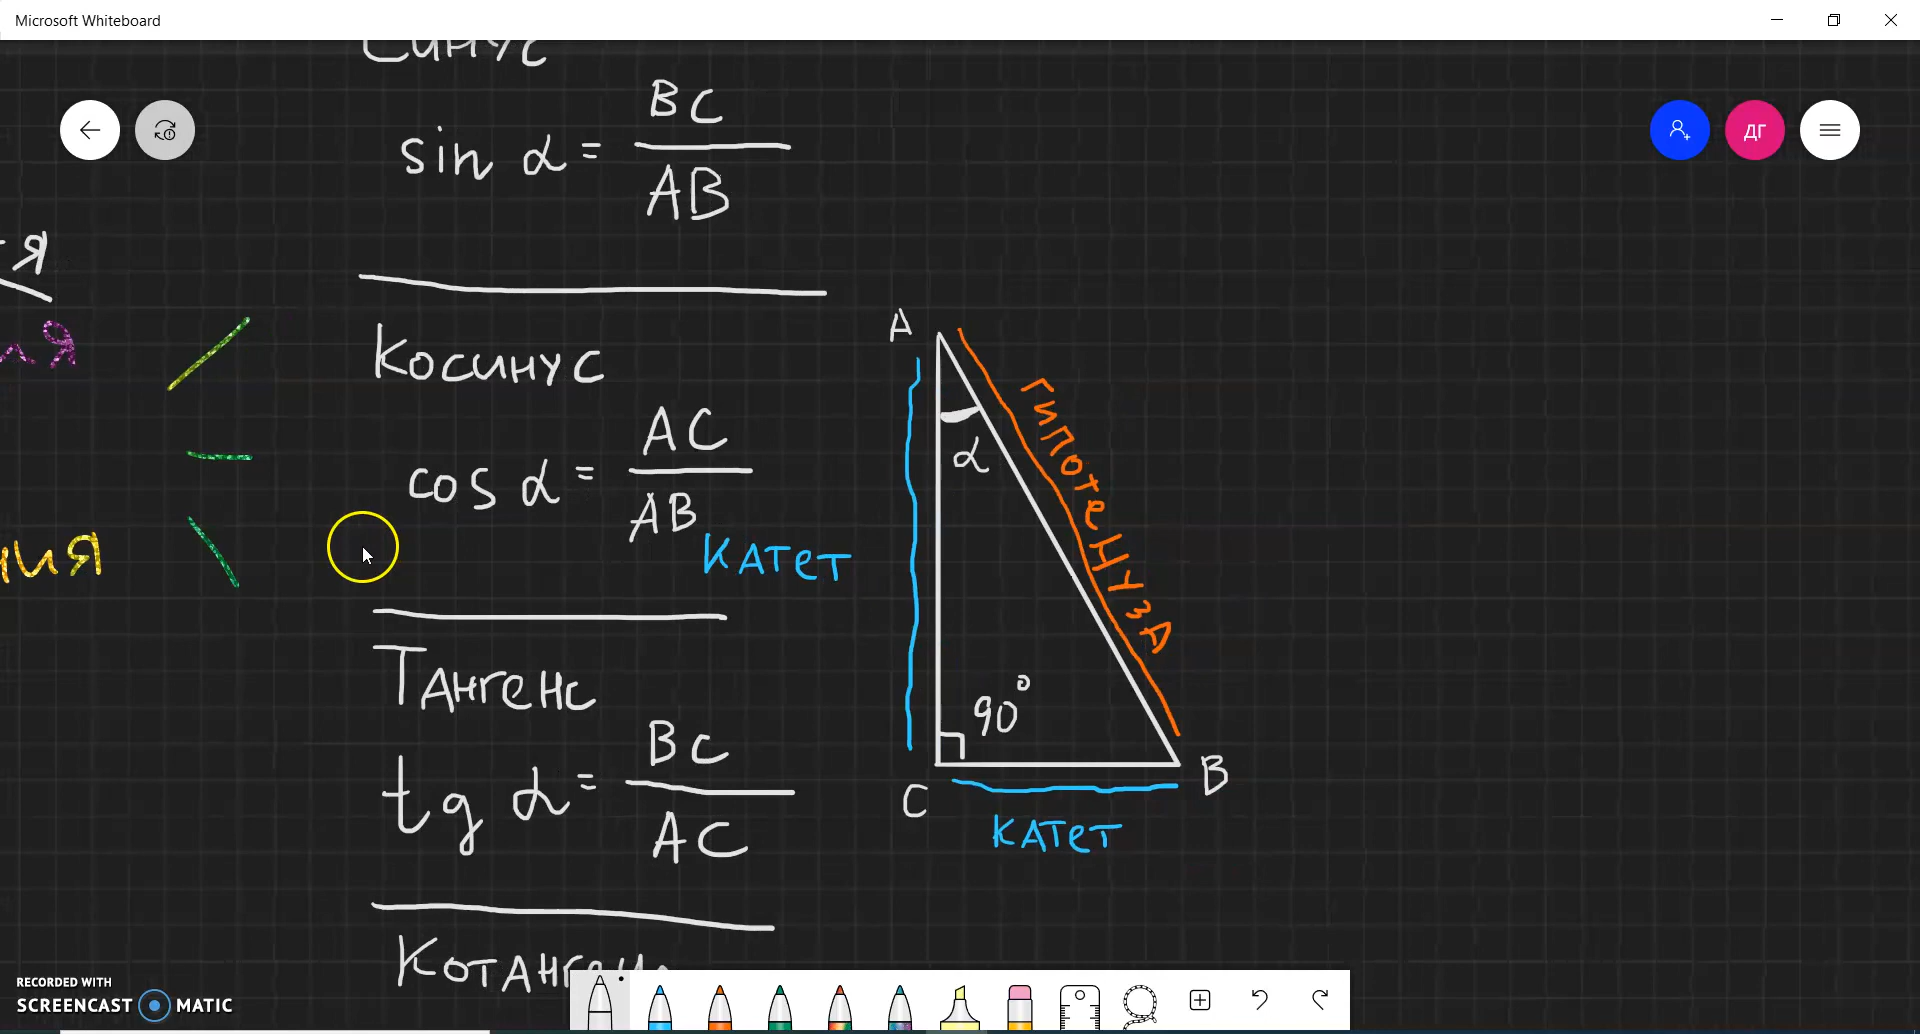 Microsoft Whiteboard
Синус
sin α = BC / AB
Косинус
cos α = AC / AB
Катет
Тангенс
tg α = BC / AC
A
α
гипотенуза
90°
C
B
Катет
ДГ
RECORDED WITH
SCREENCAST MATIC